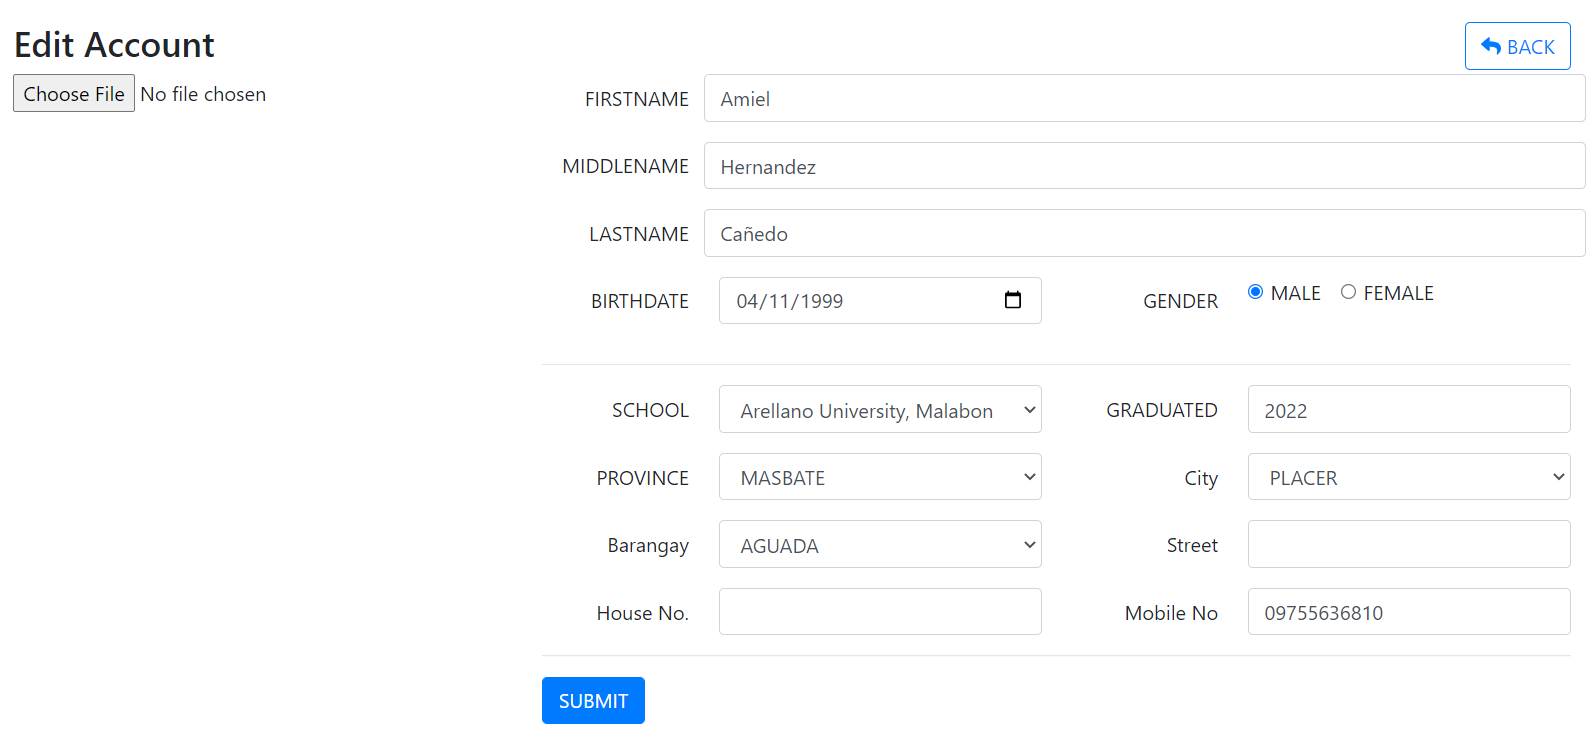 Edit Account
BACK
Choose File No file chosen
FIRSTNAME Amiel
MIDDLENAME Hernandez
LASTNAME Cañedo
BIRTHDATE 04/11/1999 GENDER MALE FEMALE
SCHOOL Arellano University, Malabon GRADUATED 2022
PROVINCE MASBATE City PLACER
Barangay AGUADA Street
House No. Mobile No 09755636810
SUBMIT